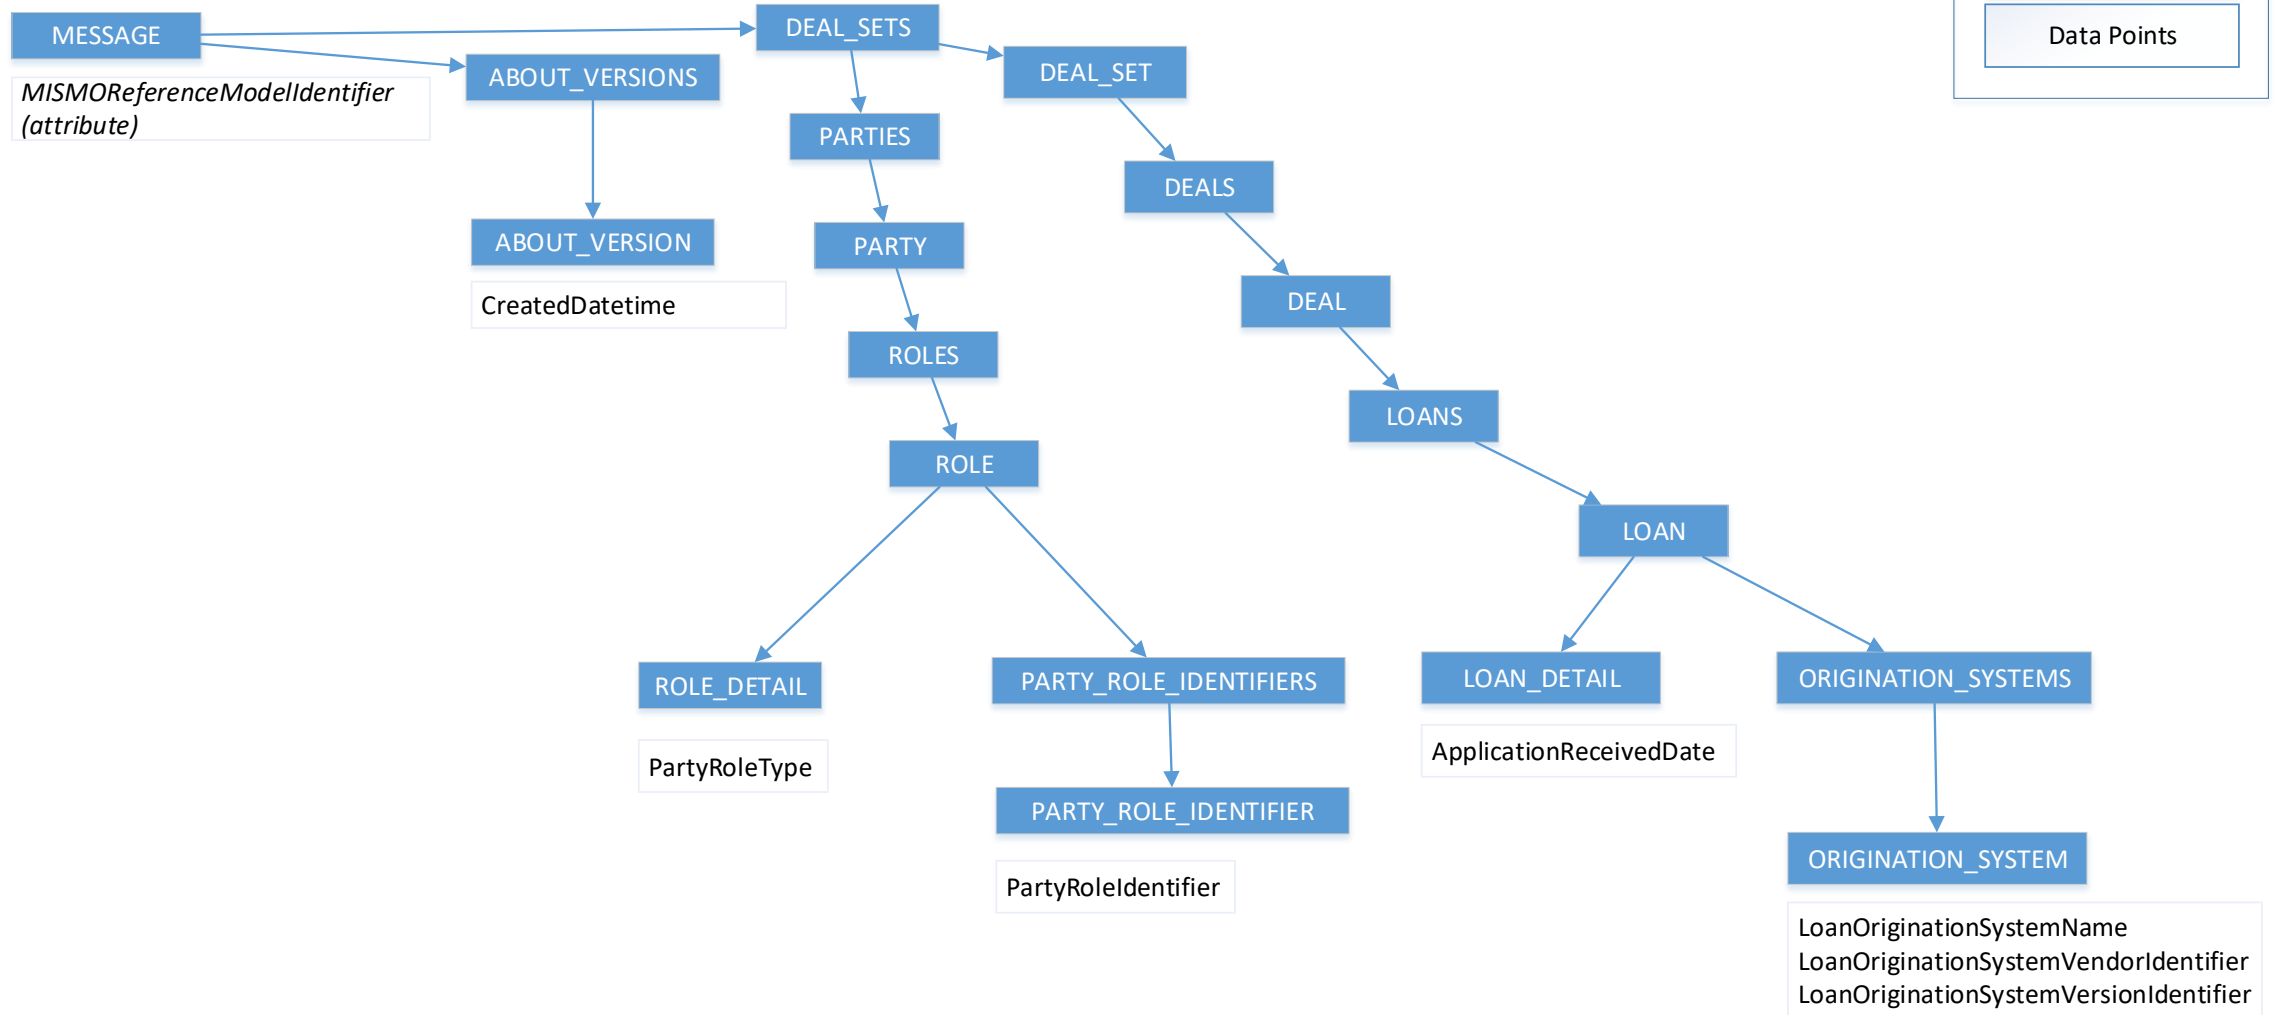 MESSAGE
DEAL_SETS
Data Points
ABOUT_VERSIONS
DEAL_SET
MISMOReferenceModelIdentifier
(attribute)
PARTIES
DEALS
ABOUT_VERSION
PARTY
CreatedDatetime
DEAL
ROLES
LOANS
ROLE
LOAN
ROLE_DETAIL
PARTY_ROLE_IDENTIFIERS
LOAN_DETAIL
ORIGINATION_SYSTEMS
PartyRoleType
ApplicationReceivedDate
PARTY_ROLE_IDENTIFIER
ORIGINATION_SYSTEM
PartyRoleIdentifier
LoanOriginationSystemName
LoanOriginationSystemVendorIdentifier
LoanOriginationSystemVersionIdentifier